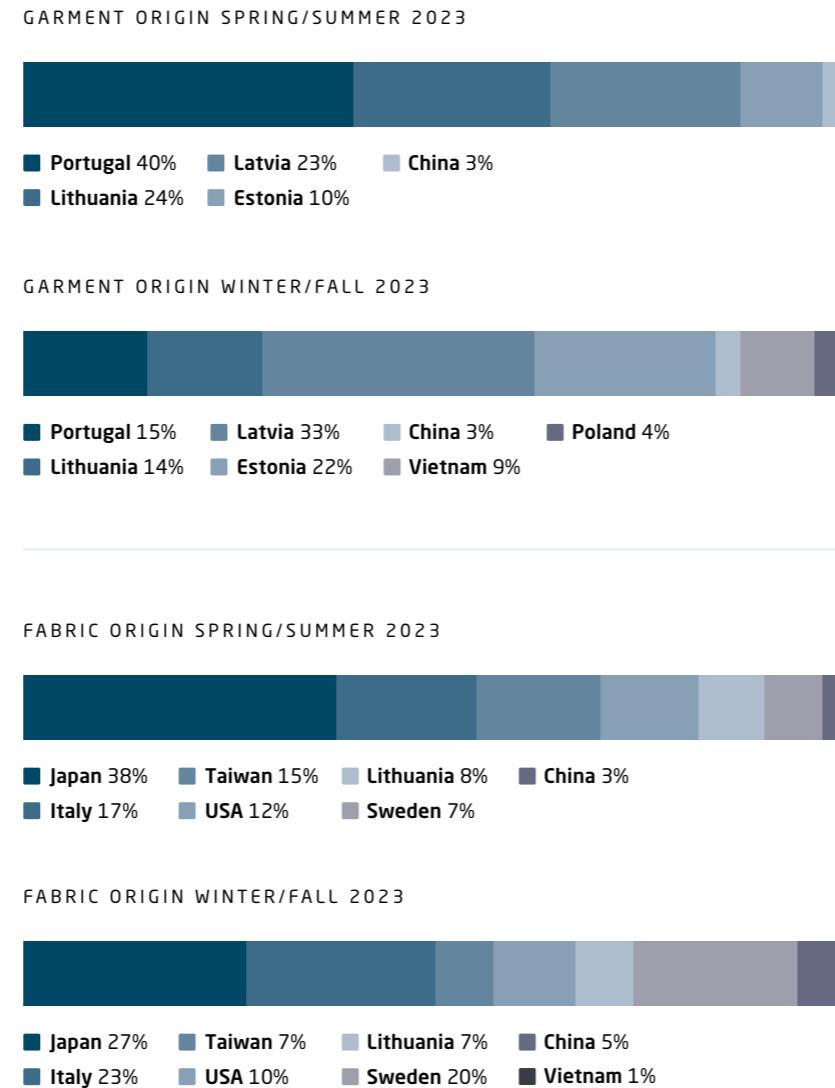 GARMENT ORIGIN SPRING/SUMMER 2023
Portugal 40% Latvia 23% China 3%
Lithuania 24% Estonia 10%
GARMENT ORIGIN WINTER/FALL 2023
Portugal 15% Latvia 33% China 3% Poland 4%
Lithuania 14% Estonia 22% Vietnam 9%
FABRIC ORIGIN SPRING/SUMMER 2023
Japan 38% Taiwan 15% Lithuania 8% China 3%
Italy 17% USA 12% Sweden 7%
FABRIC ORIGIN WINTER/FALL 2023
Japan 27% Taiwan 7% Lithuania 7% China 5%
Italy 23% USA 10% Sweden 20% Vietnam 1%